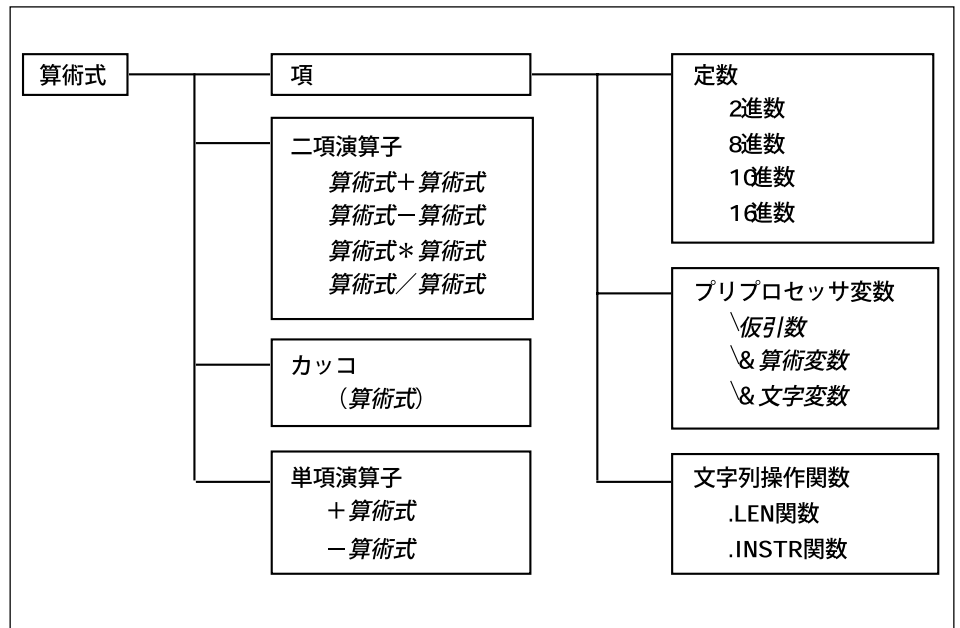 算術式
項
二項演算子
算術式＋算術式
算術式－算術式
算術式＊算術式
算術式／算術式
カッコ
（算術式）
単項演算子
＋算術式
－算術式
定数
2進数
8進数
10進数
16進数
プリプロセッサ変数
\仮引数
\&算術変数
\&文字変数
文字列操作関数
.LEN関数
.INSTR関数